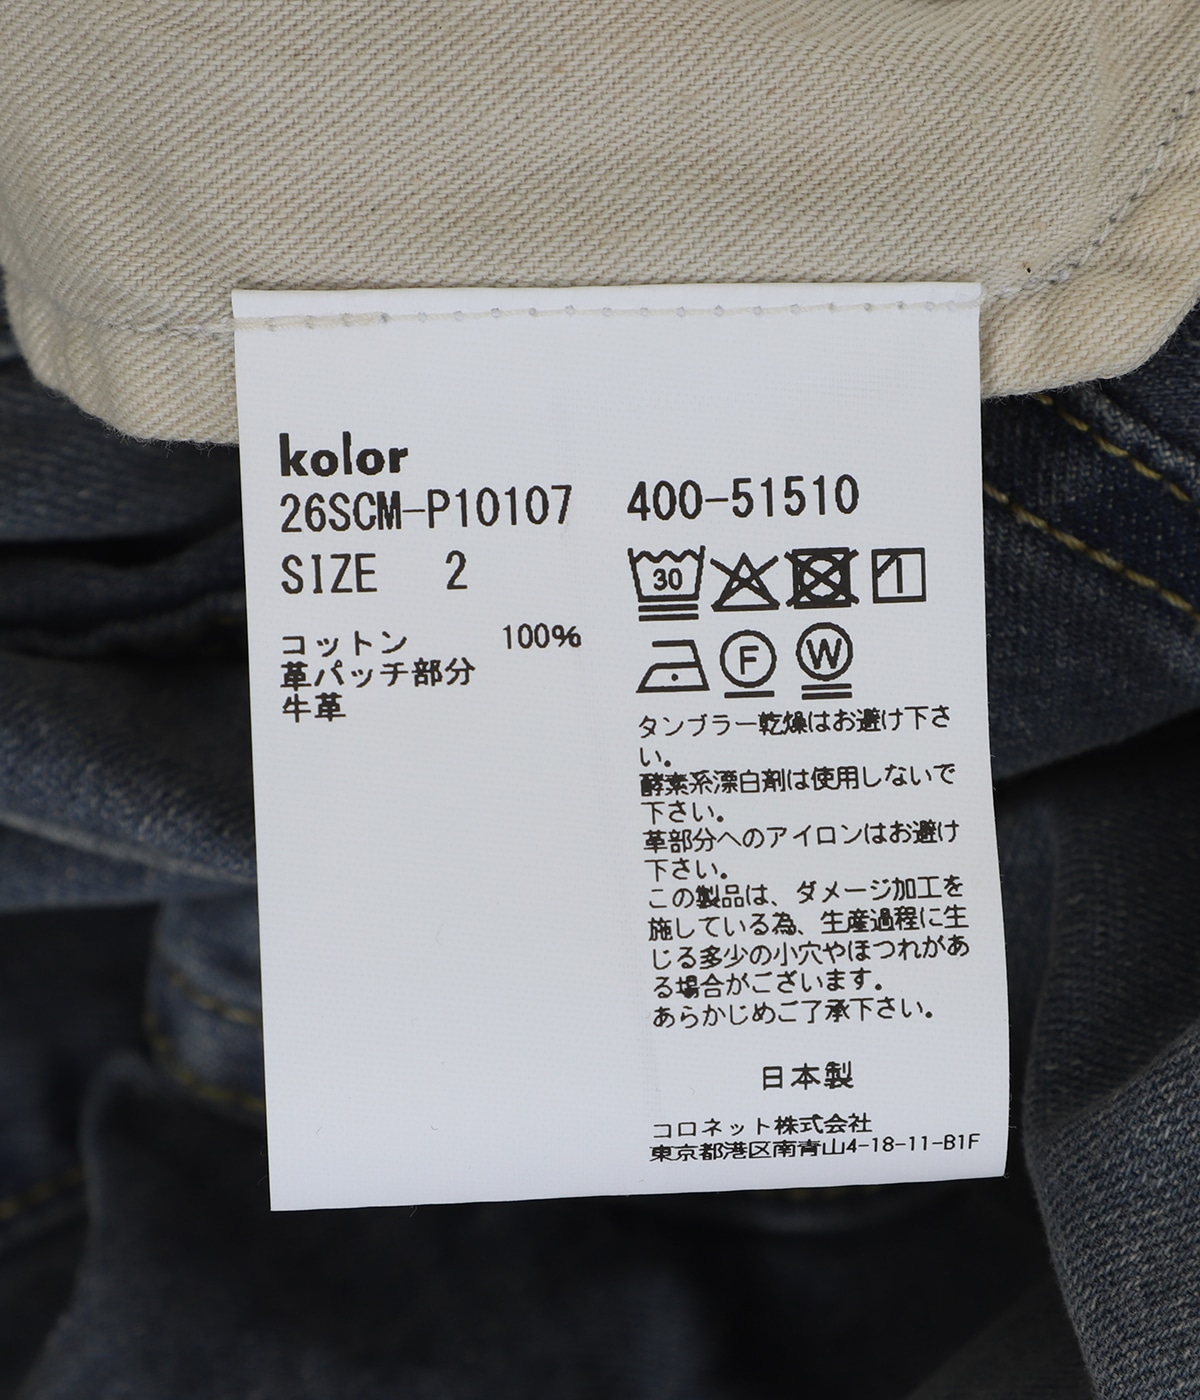 kolor
26SCM-P10107 400-51510
SIZE 2
コットン 100%
革パッチ部分
牛革
30
F W
タンブラー乾燥はお避け下さ
い。
酵素系漂白剤は使用しないで
下さい。
革部分へのアイロンはお避け
下さい。
この製品は、ダメージ加工を
施している為、生産過程に生
じる多少の小穴やほつれがあ
る場合がございます。
あらかじめご了承下さい。
日本製
コロネット株式会社
東京都港区南青山4-18-11-B1F